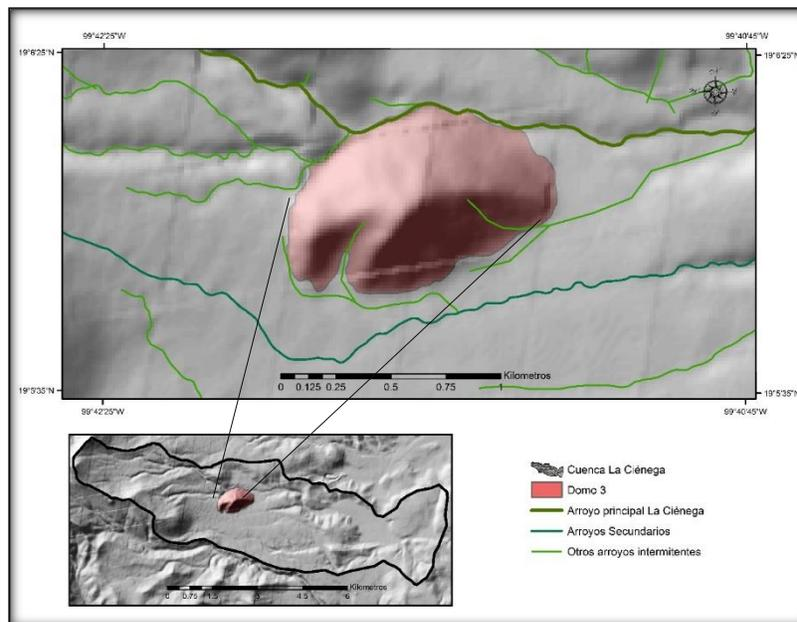 99°42'25"W 99°40'45"W
19°6'25"N 19°6'25"N
Kilometros
0 0.125 0.25 0.5 0.75 1
19°5'35"N 19°5'35"N
99°42'25"W 99°40'45"W
Cuenca La Ciénega
Domo 3
Arroyo principal La Ciénega
Arroyos Secundarios
Otros arroyos intermitentes
Kilometros
0 0.75 1.5 3 4.5 6